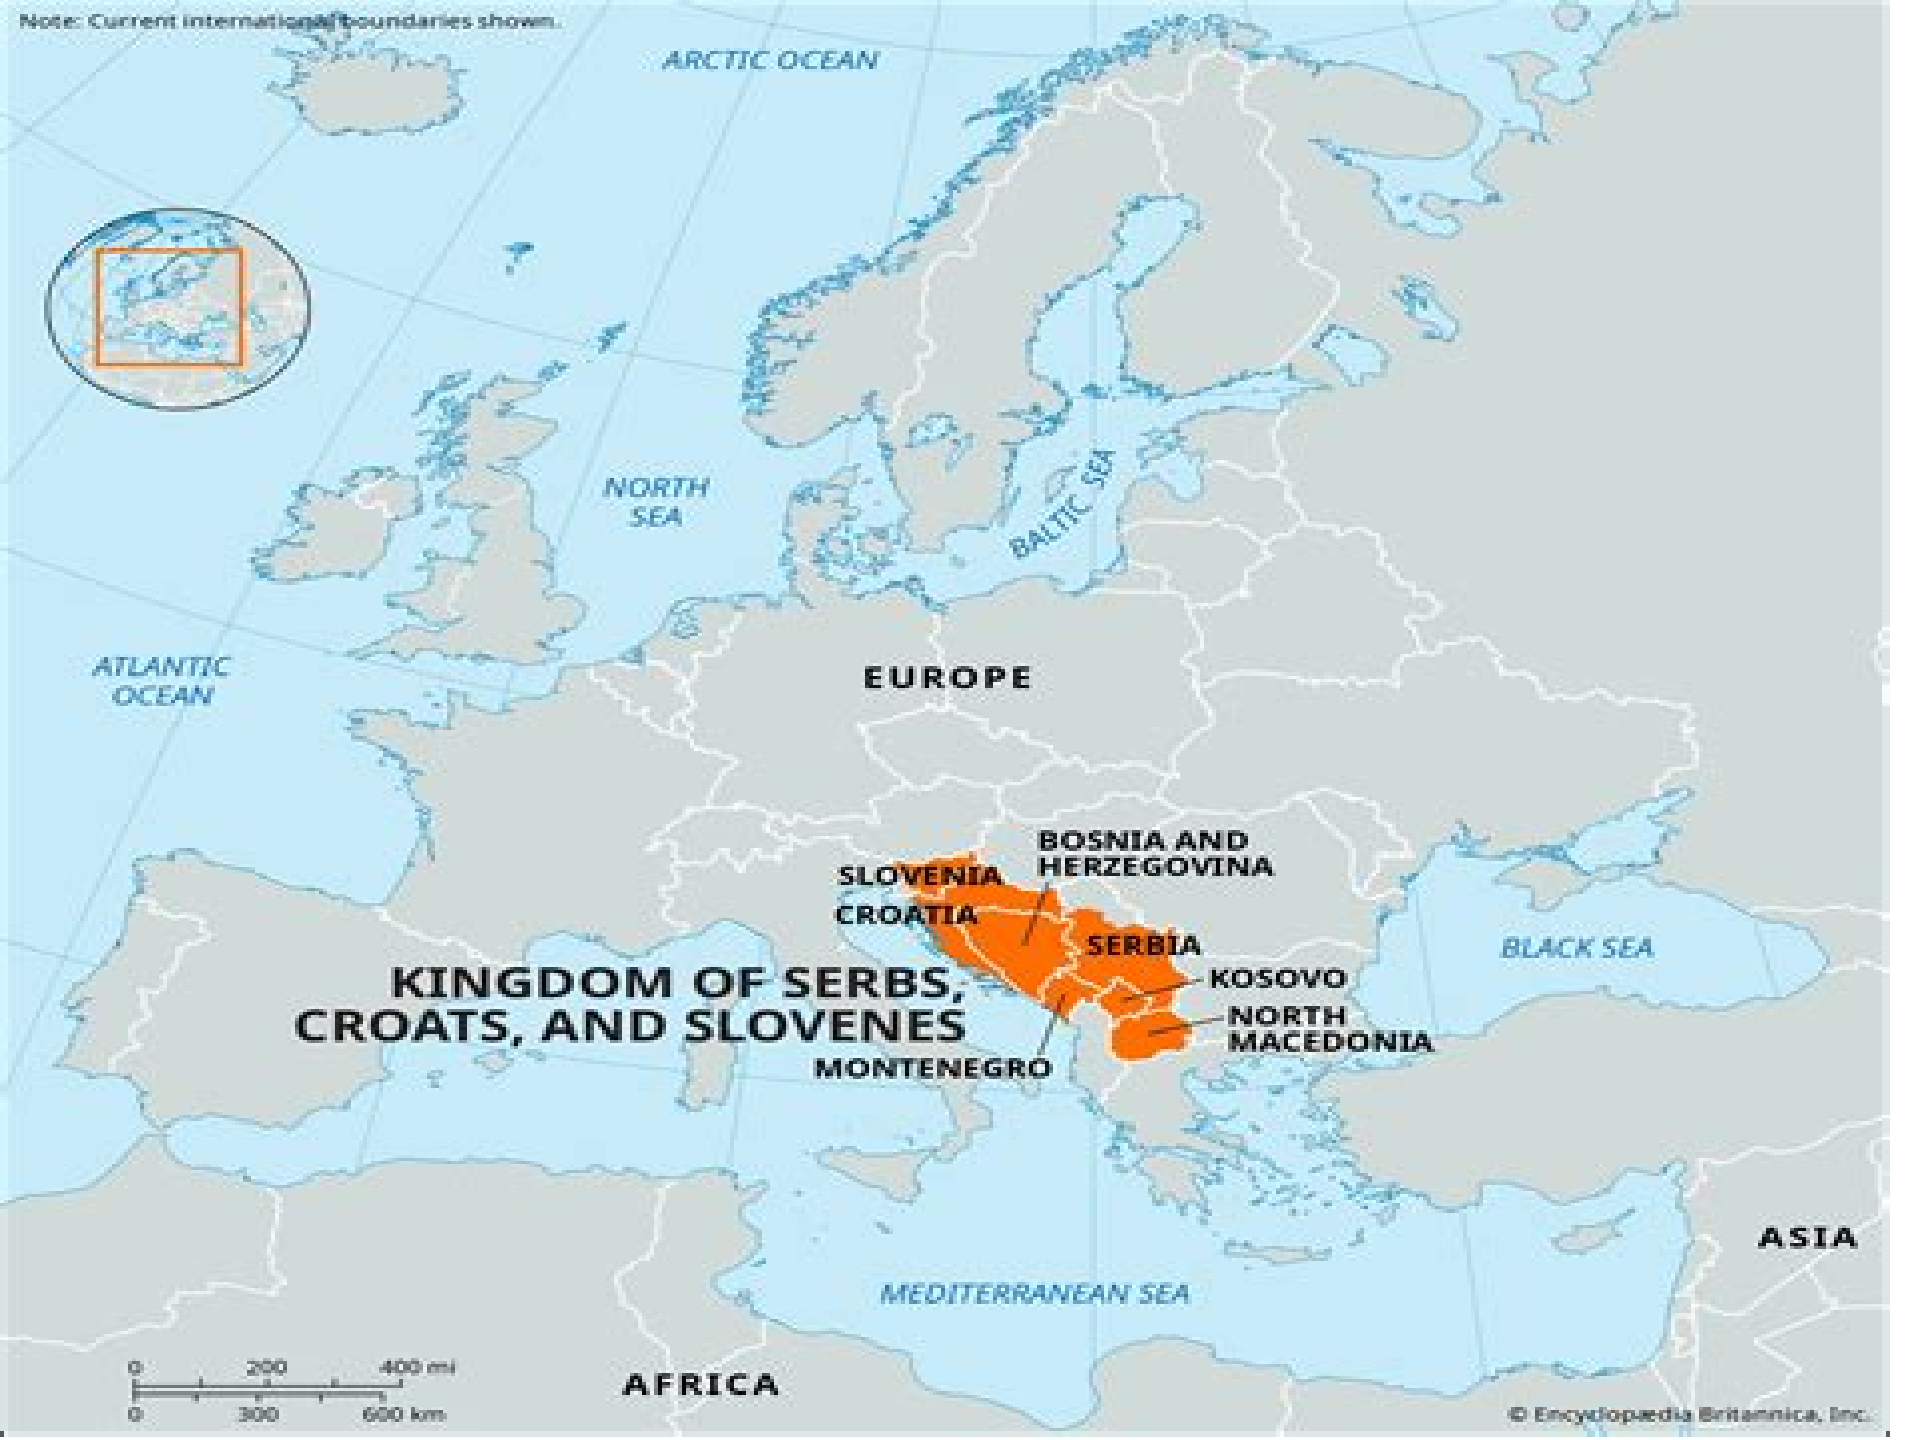 Note: Current international boundaries shown.
ARCTIC OCEAN
NORTH
SEA
BALTIC SEA
ATLANTIC
OCEAN
EUROPE
BOSNIA AND
HERZEGOVINA
SLOVENIA
CROATIA
SERBIA
BLACK SEA
KINGDOM OF SERBS,
CROATS, AND SLOVENES
KOSOVO
NORTH
MACEDONIA
MONTENEGRO
ASIA
MEDITERRANEAN SEA
AFRICA
0 200 400 mi
0 300 600 km
© Encyclopædia Britannica, Inc.